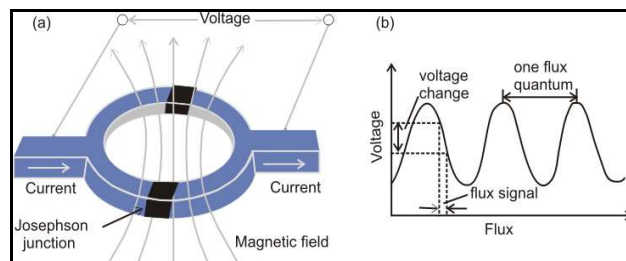 (a)
Voltage
Current
Current
Josephson
junction
Magnetic field
(b)
voltage
change
one flux
quantum
Voltage
flux signal
Flux